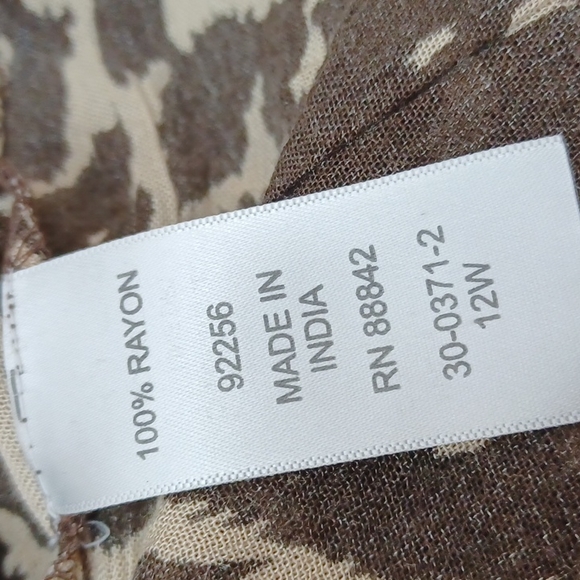 100% RAYON
92256
MADE IN
INDIA
RN 88842
30-0371-2
12W